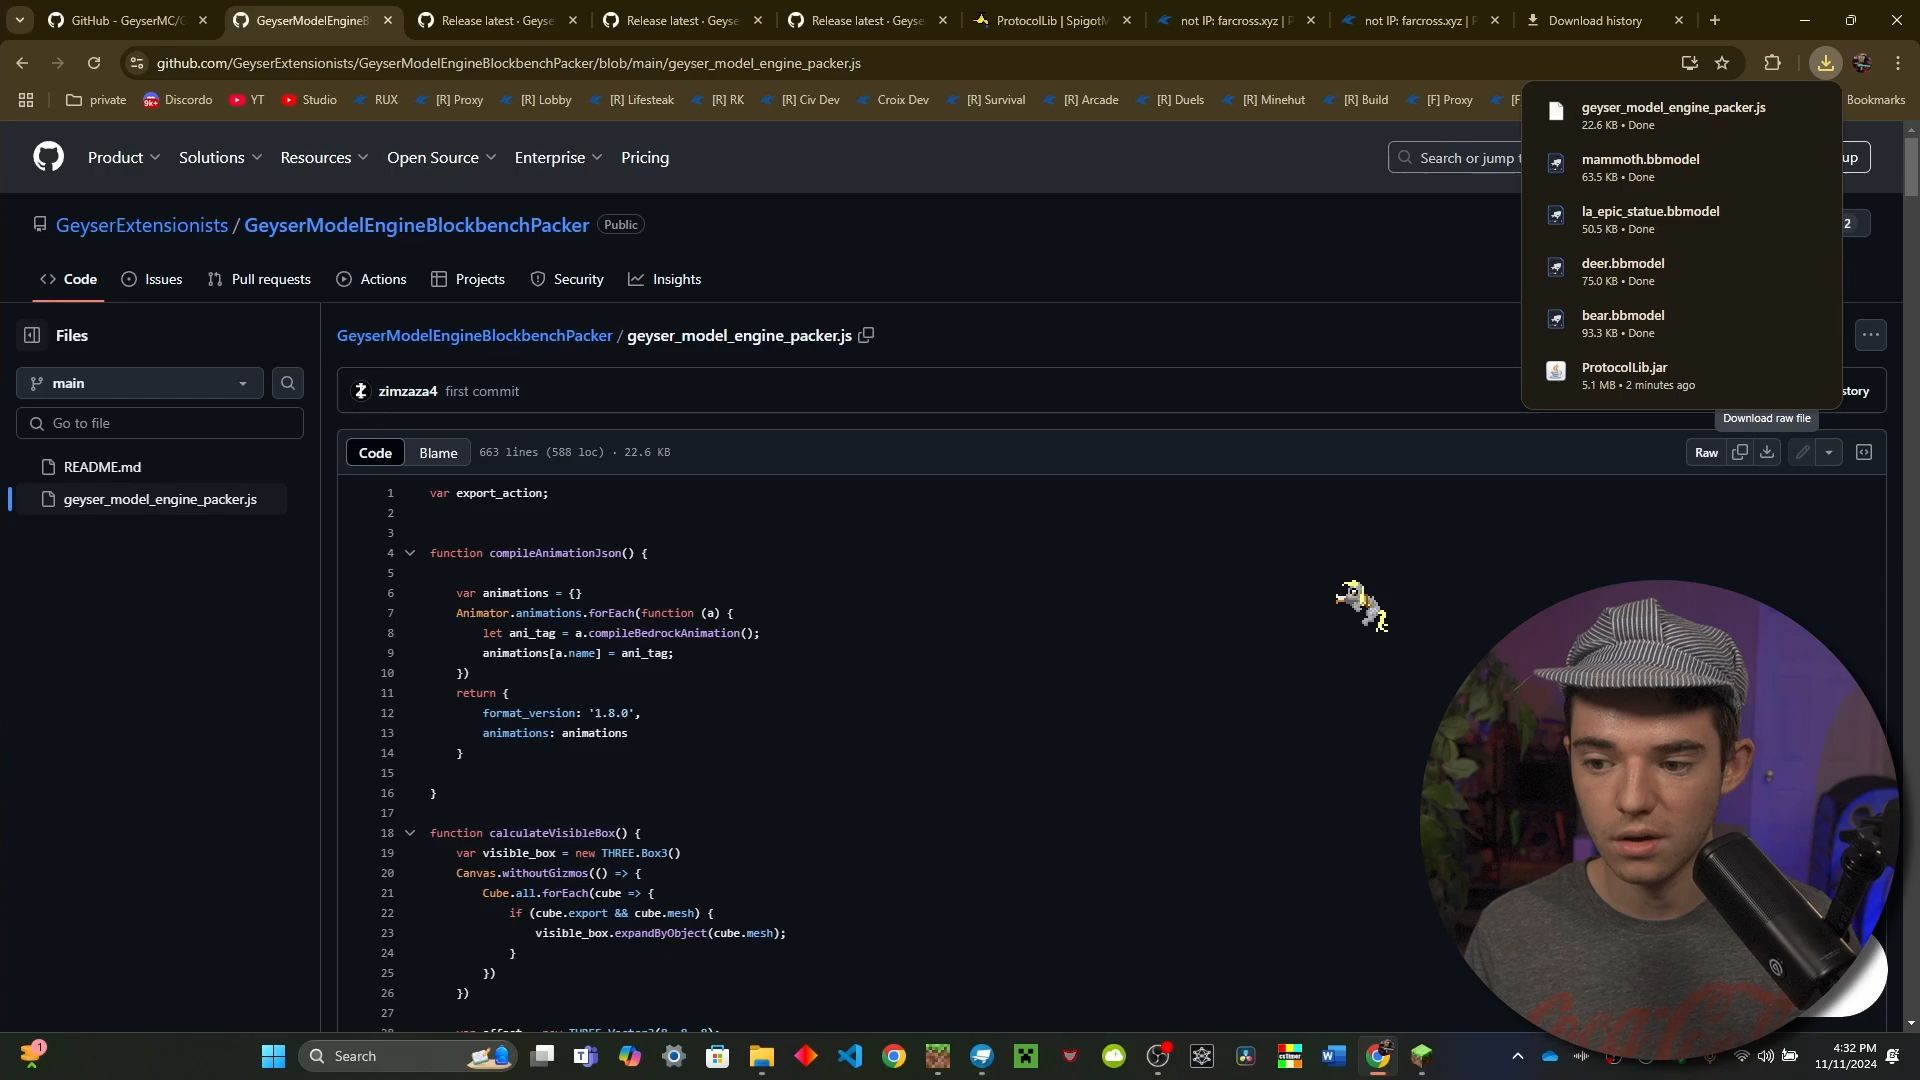 GitHub - GeyserMC/G
GeyserModelEngineB
Release latest · Geyse
Release latest · Geyse
Release latest · Geyse
ProtocolLib | SpigotM
not IP: farcross.xyz | P
not IP: farcross.xyz | P
Download history
github.com/GeyserExtensionists/GeyserModelEngineBlockbenchPacker/blob/main/geyser_model_engine_packer.js
private
9k+
Discordo
YT
Studio
RUX
[R] Proxy
[R] Lobby
[R] Lifesteak
[R] RK
[R] Civ Dev
Croix Dev
[R] Survival
[R] Arcade
[R] Duels
[R] Minehut
[R] Build
[F] Proxy
[F
Bookmarks
geyser_model_engine_packer.js
22.6 KB • Done
mammoth.bbmodel
63.5 KB • Done
la_epic_statue.bbmodel
50.5 KB • Done
deer.bbmodel
75.0 KB • Done
bear.bbmodel
93.3 KB • Done
ProtocolLib.jar
5.1 MB • 2 minutes ago
Product
Solutions
Resources
Open Source
Enterprise
Pricing
Search or jump t
up
GeyserExtensionists / GeyserModelEngineBlockbenchPacker
Public
2
Code
Issues
Pull requests
Actions
Projects
Security
Insights
Files
main
Go to file
README.md
geyser_model_engine_packer.js
GeyserModelEngineBlockbenchPacker / geyser_model_engine_packer.js
zimzaza4 first commit
story
Download raw file
Code
Blame
663 lines (588 loc) · 22.6 KB
Raw
1 var export_action;
2
3
4 function compileAnimationJson() {
5
6 var animations = {}
7 Animator.animations.forEach(function (a) {
8 let ani_tag = a.compileBedrockAnimation();
9 animations[a.name] = ani_tag;
10 })
11 return {
12 format_version: '1.8.0',
13 animations: animations
14 }
15
16 }
17
18 function calculateVisibleBox() {
19 var visible_box = new THREE.Box3()
20 Canvas.withoutGizmos(() => {
21 Cube.all.forEach(cube => {
22 if (cube.export && cube.mesh) {
23 visible_box.expandByObject(cube.mesh);
24 }
25 })
26 })
27
1
Search
4:32 PM
11/11/2024